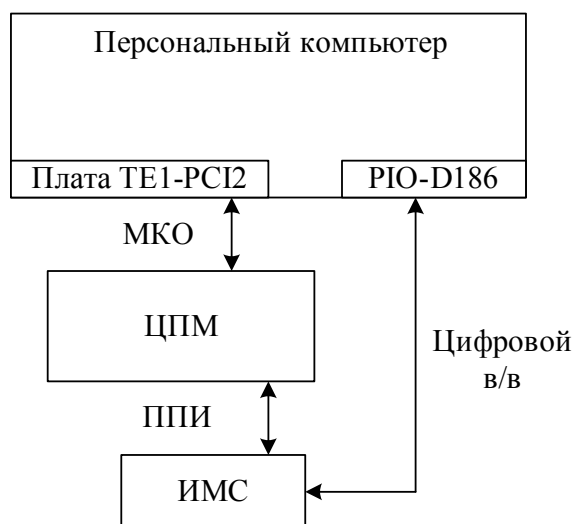 Персональный компьютер
Плата TE1-PCI2
PIO-D186
МКО
ЦПМ
Цифровой
в/в
ППИ
ИМС